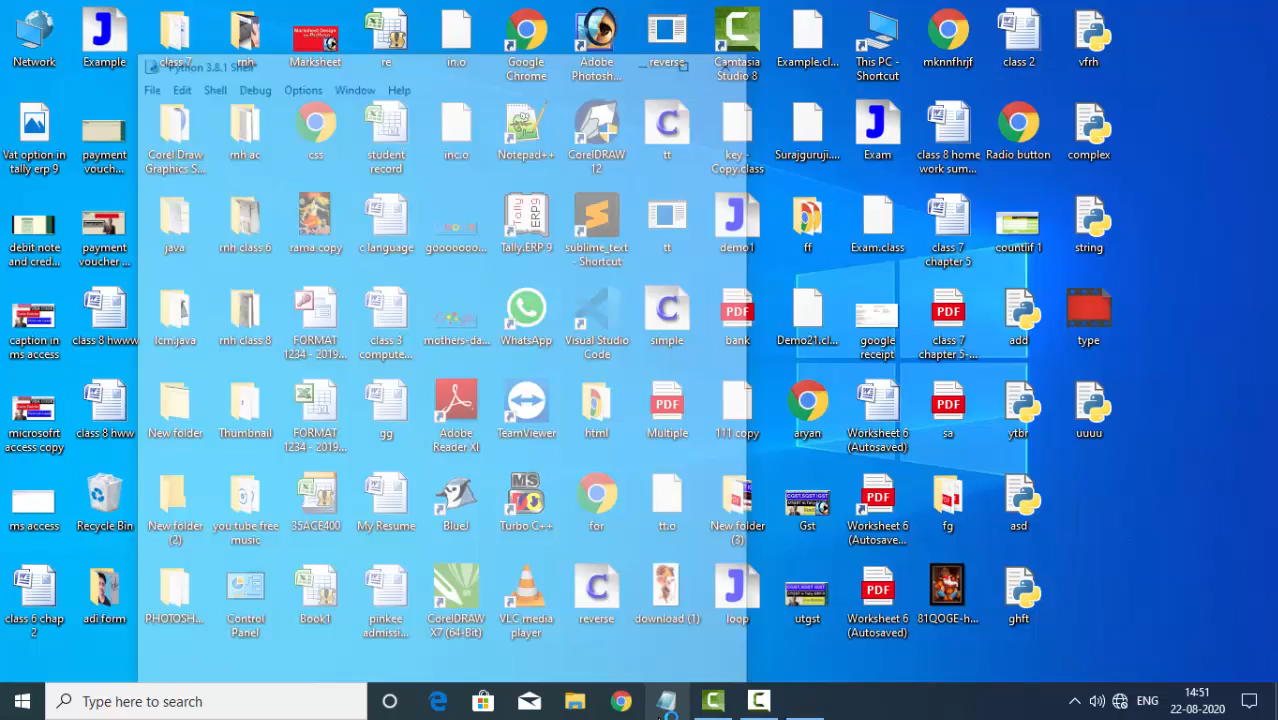 Network
Example
class 7
mh
Marksheet
re
in.o
Google Chrome
Adobe Photosh...
reverse
Camtasia Studio 8
Example.cl...
This PC - Shortcut
mknnfhrjf
class 2
vfrh
*Python 3.8.1 Shell*
File Edit Shell Debug Options Window Help
Vat option in tally erp 9
payment vouch...
Corel Draw Graphics S...
mh ac
css
student record
inc.o
Notepad++
CorelDRAW 12
tt
key - Copy.class
Surajguruji....
Exam
class 8 home work sum...
Radio button
complex
debit note and cred...
payment voucher ...
java
mh class 6
rama copy
c language
gooooooo...
Tally.ERP 9
sublime_text - Shortcut
tt
demo1
ff
Exam.class
class 7 chapter 5
countif 1
string
caption in ms access
class 8 hwww
lcm.java
mh class 8
FORMAT 1234 - 2019...
class 3 compute...
mothers-da...
WhatsApp
Visual Studio Code
simple
bank
Demo21.cl...
google receipt
class 7 chapter 5-...
add
type
microsofrt access copy
class 8 hww
New folder
Thumbnail
FORMAT 1234 - 2019...
gg
Adobe Reader XI
TeamViewer
html
Multiple
111 copy
aryan
Worksheet 6 (Autosaved)
sa
ytbr
uuuu
ms access
Recycle Bin
New folder (2)
you tube free music
35ACE400
My Resume
BlueJ
Turbo C++
for
tt.o
New folder (3)
Gst
Worksheet 6 (Autosave...
fg
asd
class 6 chap 2
adi form
PHOTOSH...
Control Panel
Book1
pinkee admissi...
CorelDRAW X7 (64-Bit)
VLC media player
reverse
download (1)
loop
utgst
Worksheet 6 (Autosaved)
81QOGE-h...
ghft
Type here to search
ENG
14:51
22-08-2020